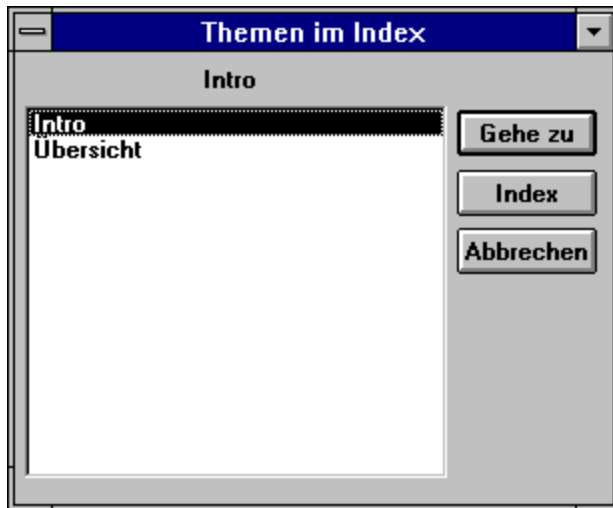 Themen im Index
Intro
Intro
Übersicht
Gehe zu
Index
Abbrechen